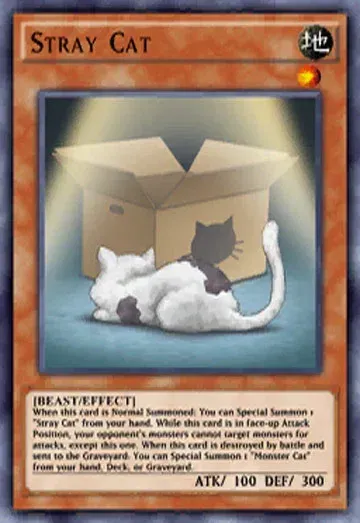 STRAY CAT
地
[BEAST/EFFECT]
When this card is Normal Summoned: You can Special Summon 1
"Stray Cat" from your hand. While this card is in face-up Attack
Position, your opponent's monsters cannot target monsters for
attacks, except this one. When this card is destroyed by battle and
sent to the Graveyard: You can Special Summon 1 "Monster Cat"
from your hand, Deck, or Graveyard.
ATK/ 100 DEF/ 300